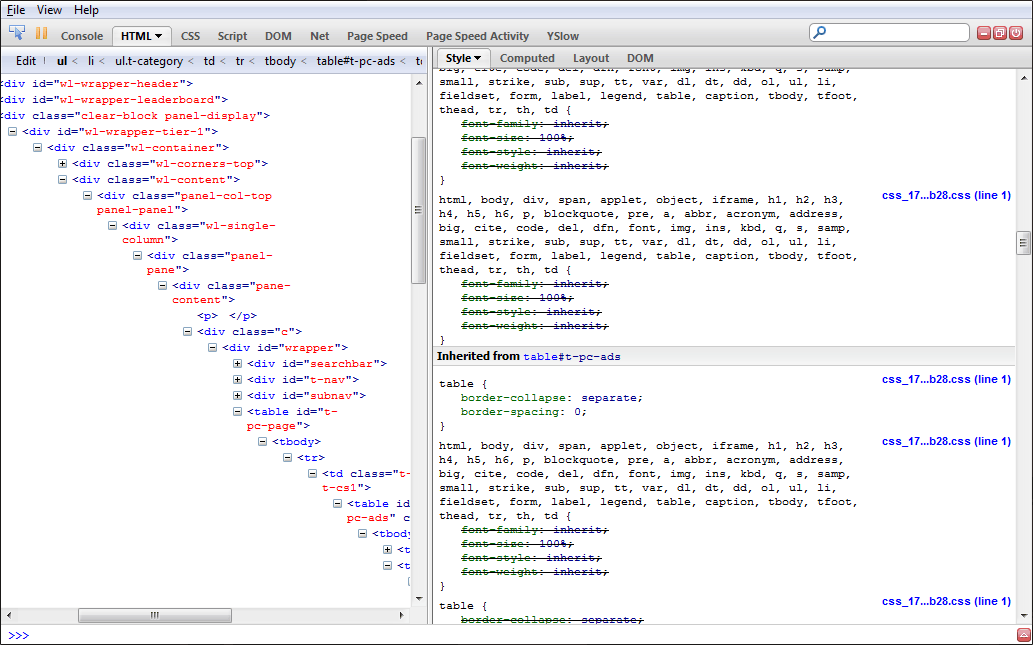 File View Help
Console HTML CSS Script DOM Net Page Speed Page Speed Activity YSlow
Edit ul < li < ul.t-category < td < tr < tbody < table#t-pc-ads <
<div id="wl-wrapper-header">
<div id="wl-wrapper-leaderboard">
<div class="clear-block panel-display">
<div id="wl-wrapper-tier-1">
<div class="wl-container">
<div class="wl-corners-top">
<div class="wl-content">
<div class="panel-col-top
panel-panel">
<div class="wl-single-
column">
<div class="panel-
pane">
<div class="pane-
content">
<p> </p>
<div class="c">
<div id="wrapper">
<div id="searchbar">
<div id="t-nav">
<div id="subnav">
<table id="t-
pc-page">
<tbody>
<tr>
<td class="t-
t-cs1">
<table id
pc-ads" c
<tbody
<t
<t
>>>
Style Computed Layout DOM
big, cite, code, del, dfn, font, img, ins, kbd, q, s, samp,
small, strike, sub, sup, tt, var, dl, dt, dd, ol, ul, li,
fieldset, form, label, legend, table, caption, tbody, tfoot,
thead, tr, th, td {
font-family: inherit;
font-size: 100%;
font-style: inherit;
font-weight: inherit;
}
css_17...b28.css (line 1)
html, body, div, span, applet, object, iframe, h1, h2, h3,
h4, h5, h6, p, blockquote, pre, a, abbr, acronym, address,
big, cite, code, del, dfn, font, img, ins, kbd, q, s, samp,
small, strike, sub, sup, tt, var, dl, dt, dd, ol, ul, li,
fieldset, form, label, legend, table, caption, tbody, tfoot,
thead, tr, th, td {
font-family: inherit;
font-size: 100%;
font-style: inherit;
font-weight: inherit;
}
Inherited from table#t-pc-ads
css_17...b28.css (line 1)
table {
border-collapse: separate;
border-spacing: 0;
}
css_17...b28.css (line 1)
html, body, div, span, applet, object, iframe, h1, h2, h3,
h4, h5, h6, p, blockquote, pre, a, abbr, acronym, address,
big, cite, code, del, dfn, font, img, ins, kbd, q, s, samp,
small, strike, sub, sup, tt, var, dl, dt, dd, ol, ul, li,
fieldset, form, label, legend, table, caption, tbody, tfoot,
thead, tr, th, td {
font-family: inherit;
font-size: 100%;
font-style: inherit;
font-weight: inherit;
}
css_17...b28.css (line 1)
table {
border-collapse: separate;